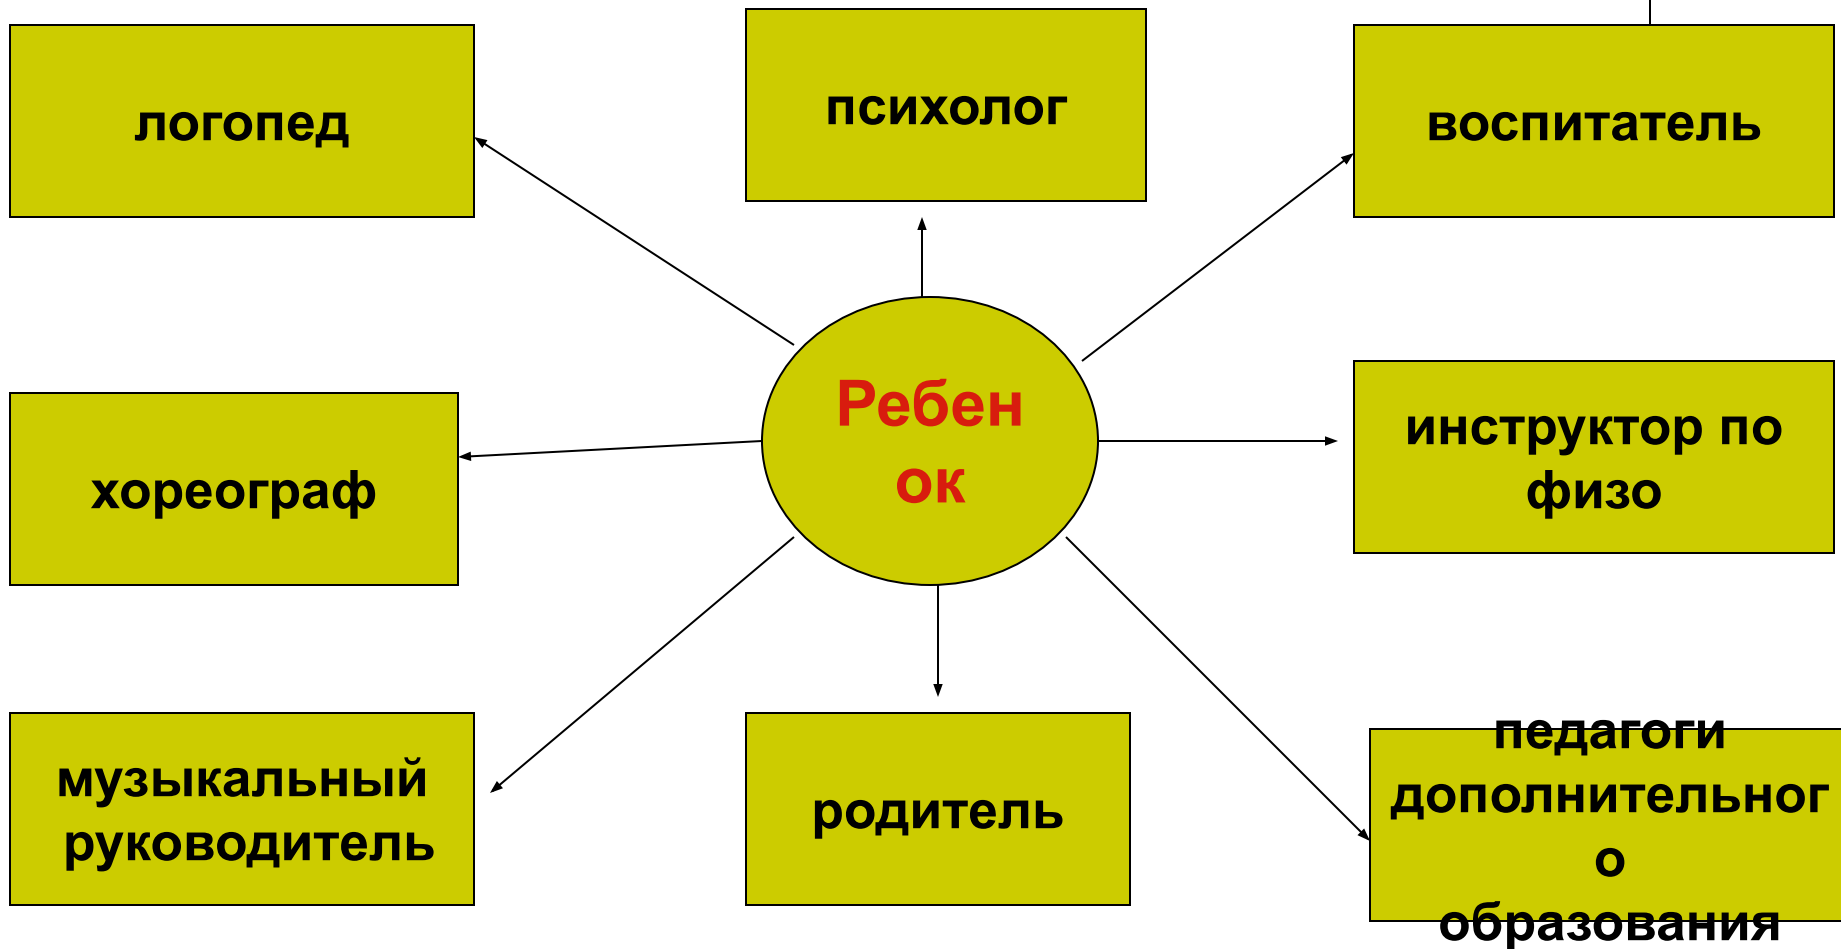 логопед
психолог
воспитатель
Ребен
ок
хореограф
инструктор по
физо
музыкальный
руководитель
родитель
педагоги
дополнительног
о
образования